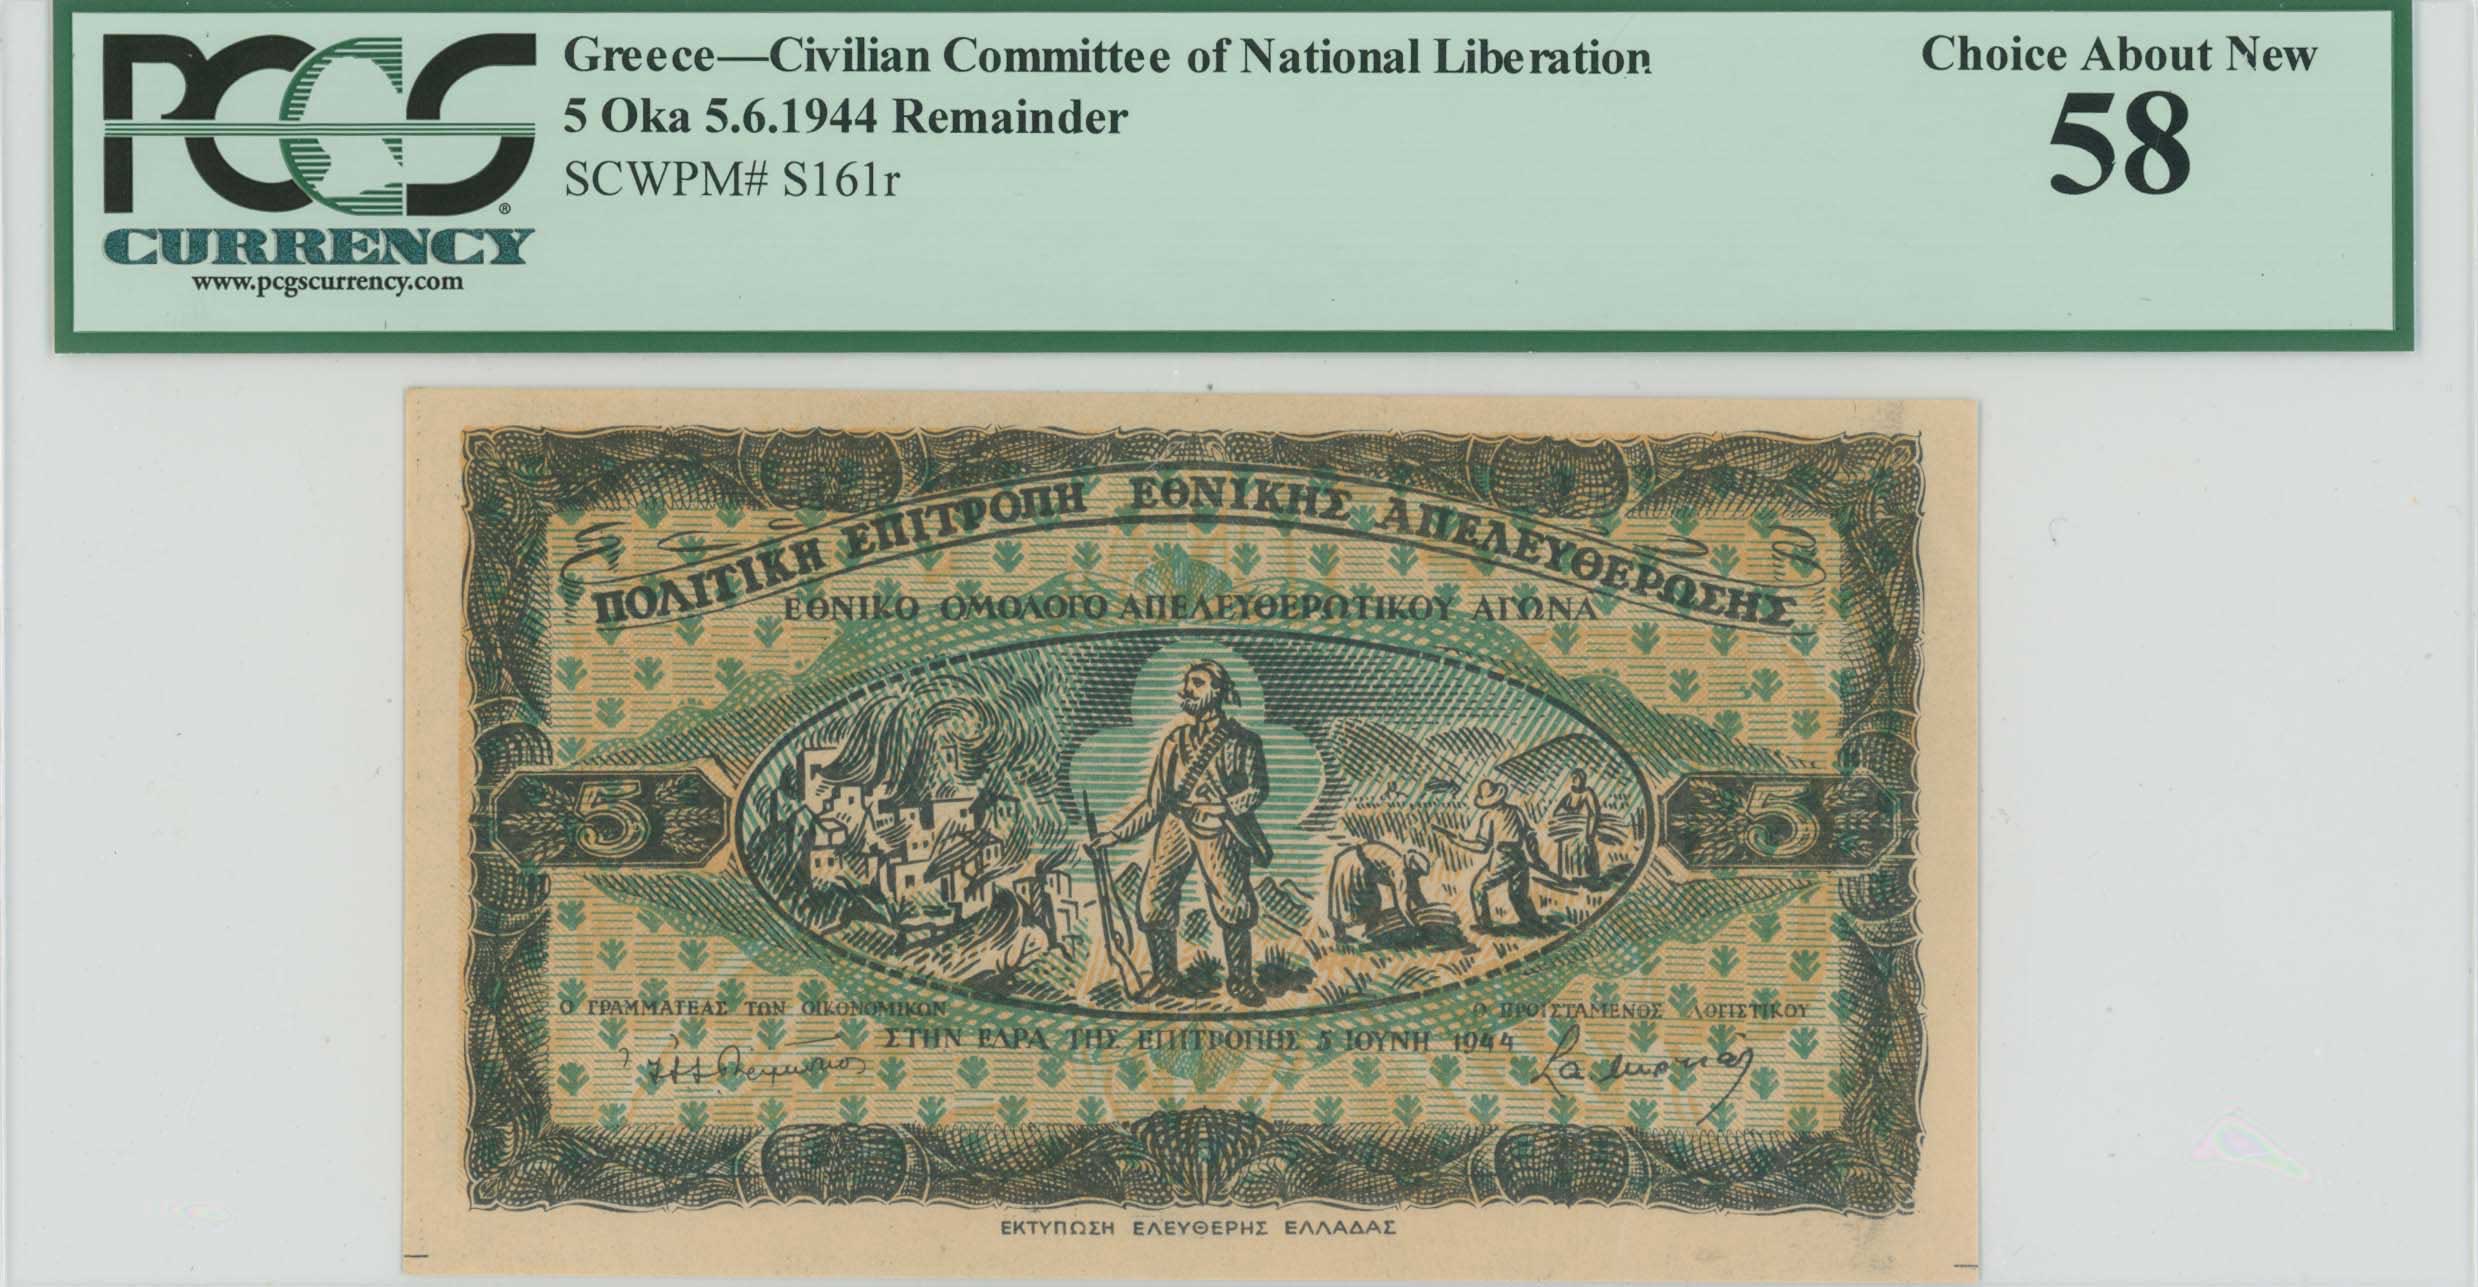 PCGS®
CURRENCY
www.pcgscurrency.com
Greece—Civilian Committee of National Liberation
5 Oka 5.6.1944 Remainder
SCWPM# S161r
Choice About New
58
ΠΟΛΙΤΙΚΗ ΕΠΙΤΡΟΠΗ ΕΘΝΙΚΗΣ ΑΠΕΛΕΥΘΕΡΩΣΗΣ
ΕΘΝΙΚΟ ΟΜΟΛΟΓΟ ΑΠΕΛΕΥΘΕΡΩΤΙΚΟΥ ΑΓΩΝΑ
5 5
Ο ΓΡΑΜΜΑΤΕΑΣ ΤΩΝ ΟΙΚΟΝΟΜΙΚΩΝ
Ο ΠΡΟΪΣΤΑΜΕΝΟΣ ΛΟΓΙΣΤΙΚΟΥ
ΣΤΗΝ ΕΔΡΑ ΤΗΣ ΕΠΙΤΡΟΠΗΣ 5 ΙΟΥΝΗ 1944
ΕΚΤΥΠΩΣΗ ΕΛΕΥΘΕΡΗΣ ΕΛΛΑΔΑΣ